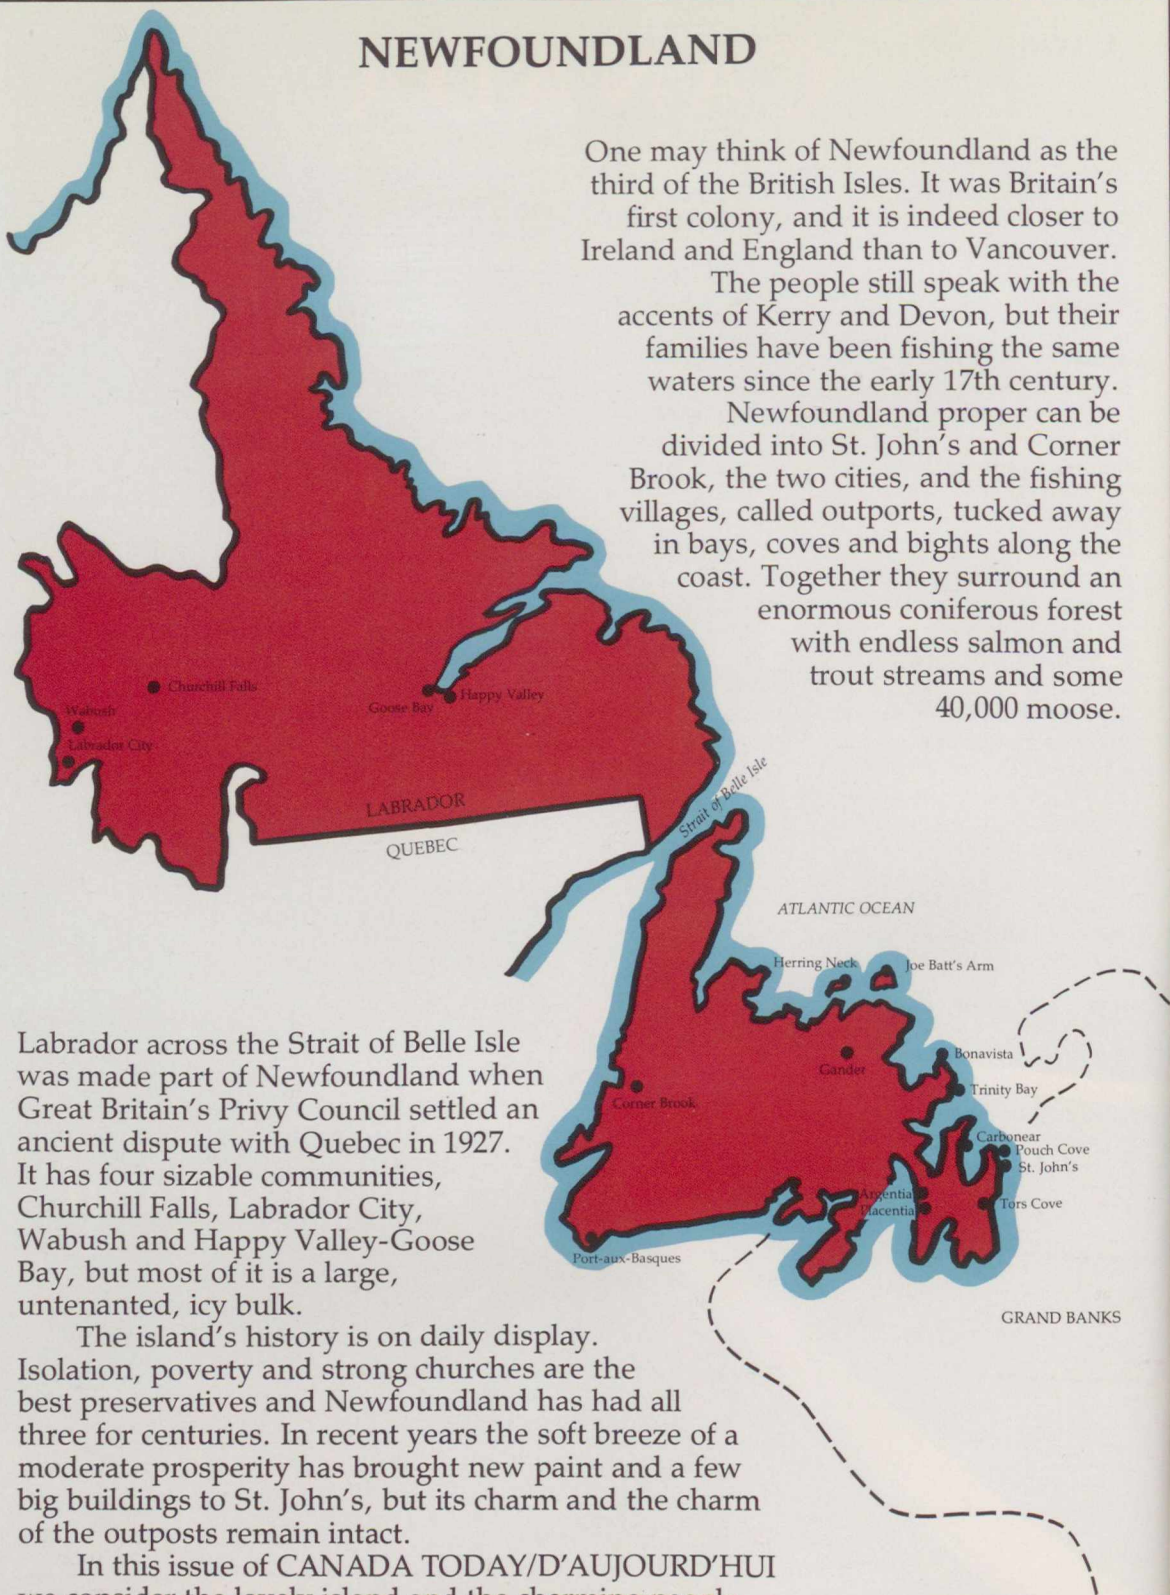 NEWFOUNDLAND
One may think of Newfoundland as the
third of the British Isles. It was Britain's
first colony, and it is indeed closer to
Ireland and England than to Vancouver.
The people still speak with the
accents of Kerry and Devon, but their
families have been fishing the same
waters since the early 17th century.
Newfoundland proper can be
divided into St. John's and Corner
Brook, the two cities, and the fishing
villages, called outports, tucked away
in bays, coves and bights along the
coast. Together they surround an
enormous coniferous forest
with endless salmon and
trout streams and some
40,000 moose.
Churchill Falls
Wabush
Labrador City
Goose Bay
Happy Valley
LABRADOR
QUEBEC
Strait of Belle Isle
ATLANTIC OCEAN
Herring Neck
Joe Batt's Arm
Bonavista
Gander
Trinity Bay
Corner Brook
Carbonear
Pouch Cove
St. John's
Argentia
Placentia
Tors Cove
Port-aux-Basques
GRAND BANKS
Labrador across the Strait of Belle Isle
was made part of Newfoundland when
Great Britain's Privy Council settled an
ancient dispute with Quebec in 1927.
It has four sizable communities,
Churchill Falls, Labrador City,
Wabush and Happy Valley-Goose
Bay, but most of it is a large,
untenanted, icy bulk.
The island's history is on daily display.
Isolation, poverty and strong churches are the
best preservatives and Newfoundland has had all
three for centuries. In recent years the soft breeze of a
moderate prosperity has brought new paint and a few
big buildings to St. John's, but its charm and the charm
of the outposts remain intact.
In this issue of CANADA TODAY/D'AUJOURD'HUI